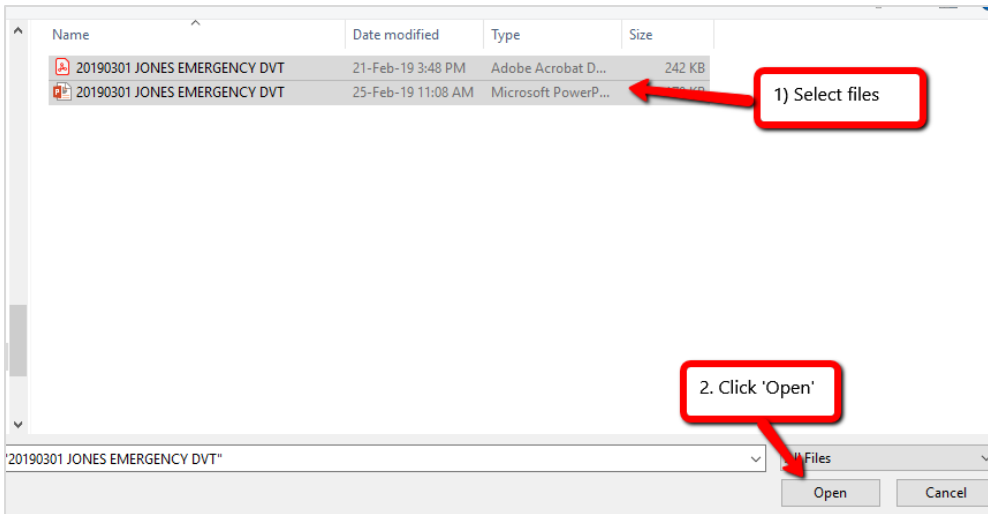 Name Date modified Type Size
20190301 JONES EMERGENCY DVT 21-Feb-19 3:48 PM Adobe Acrobat D... 242 KB
20190301 JONES EMERGENCY DVT 25-Feb-19 11:08 AM Microsoft PowerP... KB
1) Select files
2. Click 'Open'
"20190301 JONES EMERGENCY DVT" Files
Open Cancel